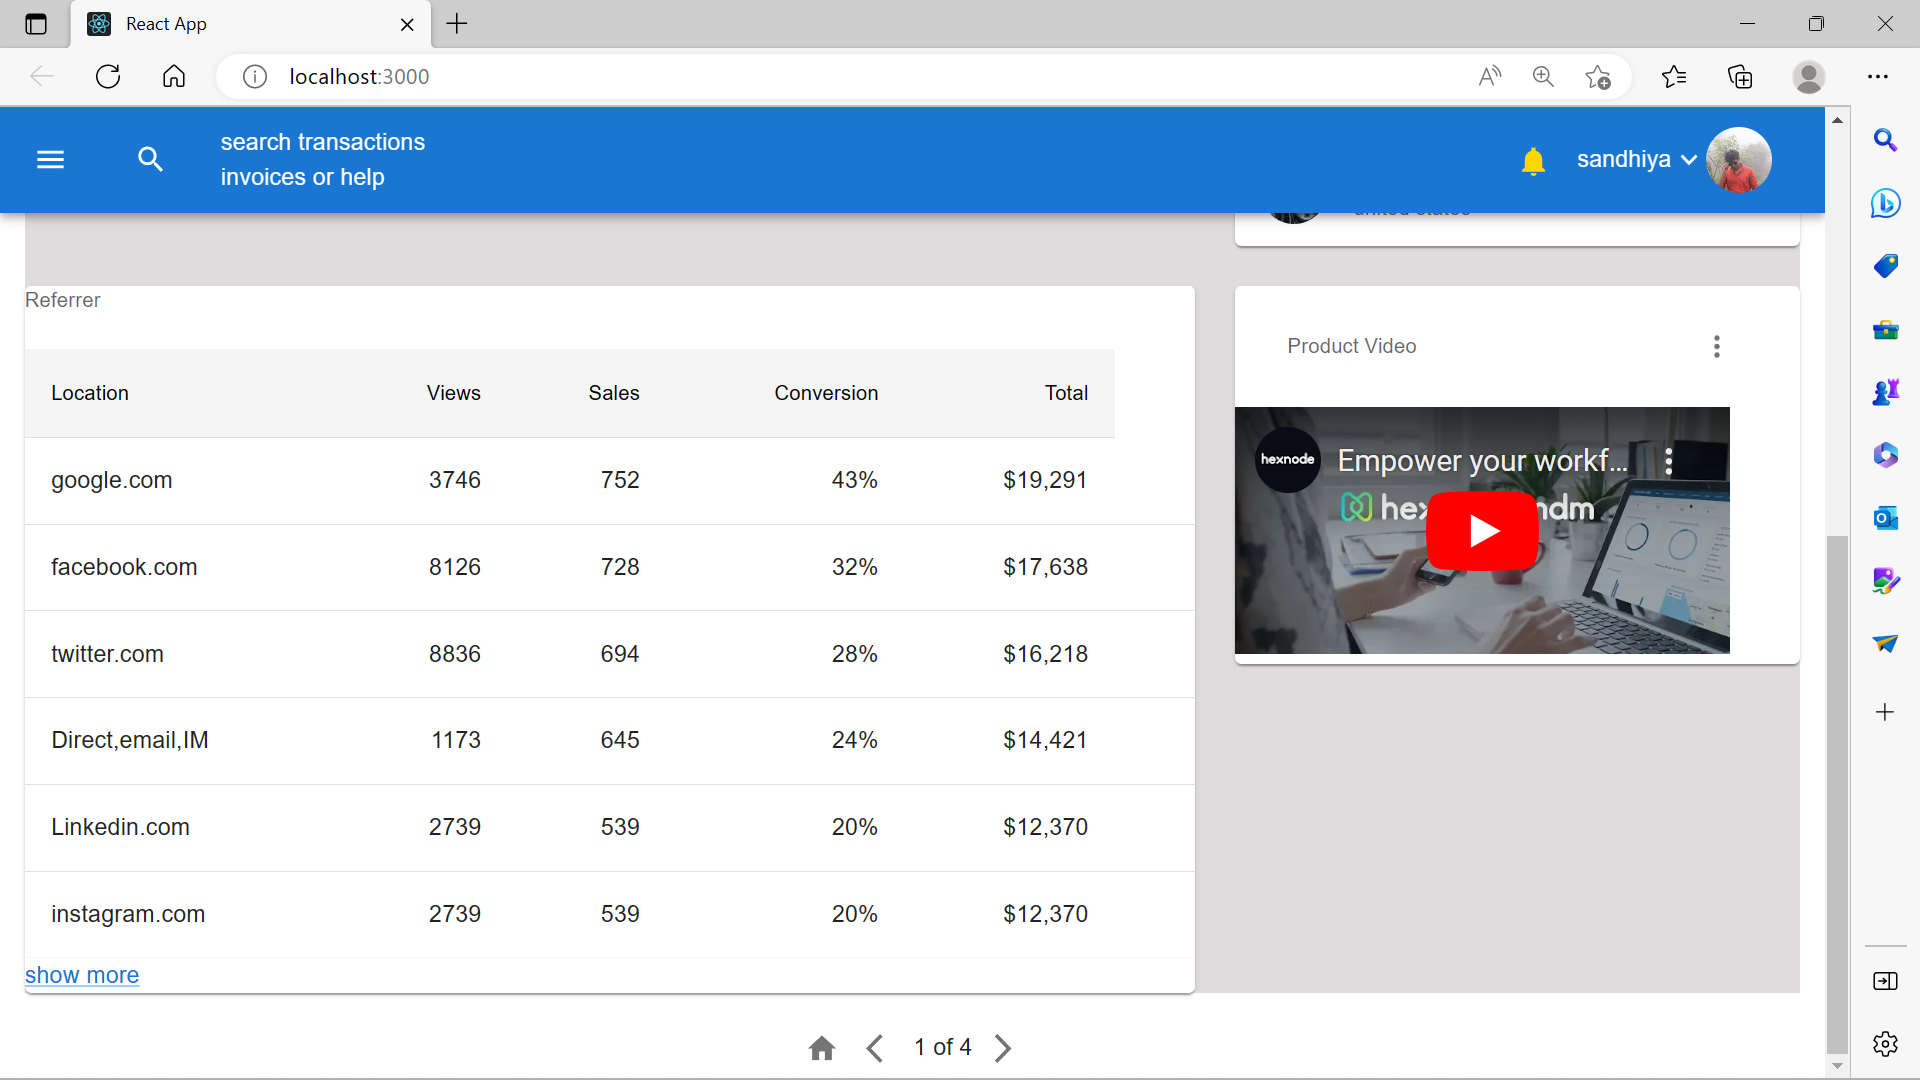 React App
localhost:3000
search transactions
invoices or help
sandhiya
united states
Referrer
Location Views Sales Conversion Total
google.com 3746 752 43% $19,291
facebook.com 8126 728 32% $17,638
twitter.com 8836 694 28% $16,218
Direct,email,IM 1173 645 24% $14,421
Linkedin.com 2739 539 20% $12,370
instagram.com 2739 539 20% $12,370
show more
Product Video
hexnode
Empower your workf...
1 of 4